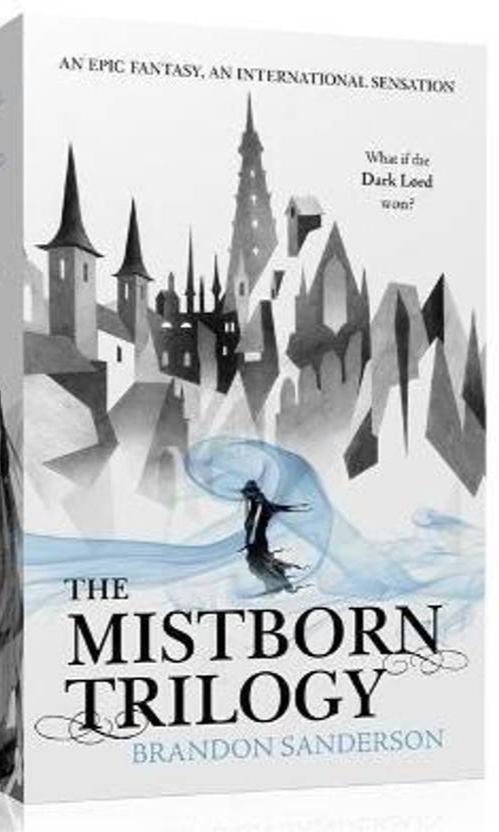 AN EPIC FANTASY, AN INTERNATIONAL SENSATION
What if the
Dark Lord
won?
THE
MISTBORN
TRILOGY
BRANDON SANDERSON